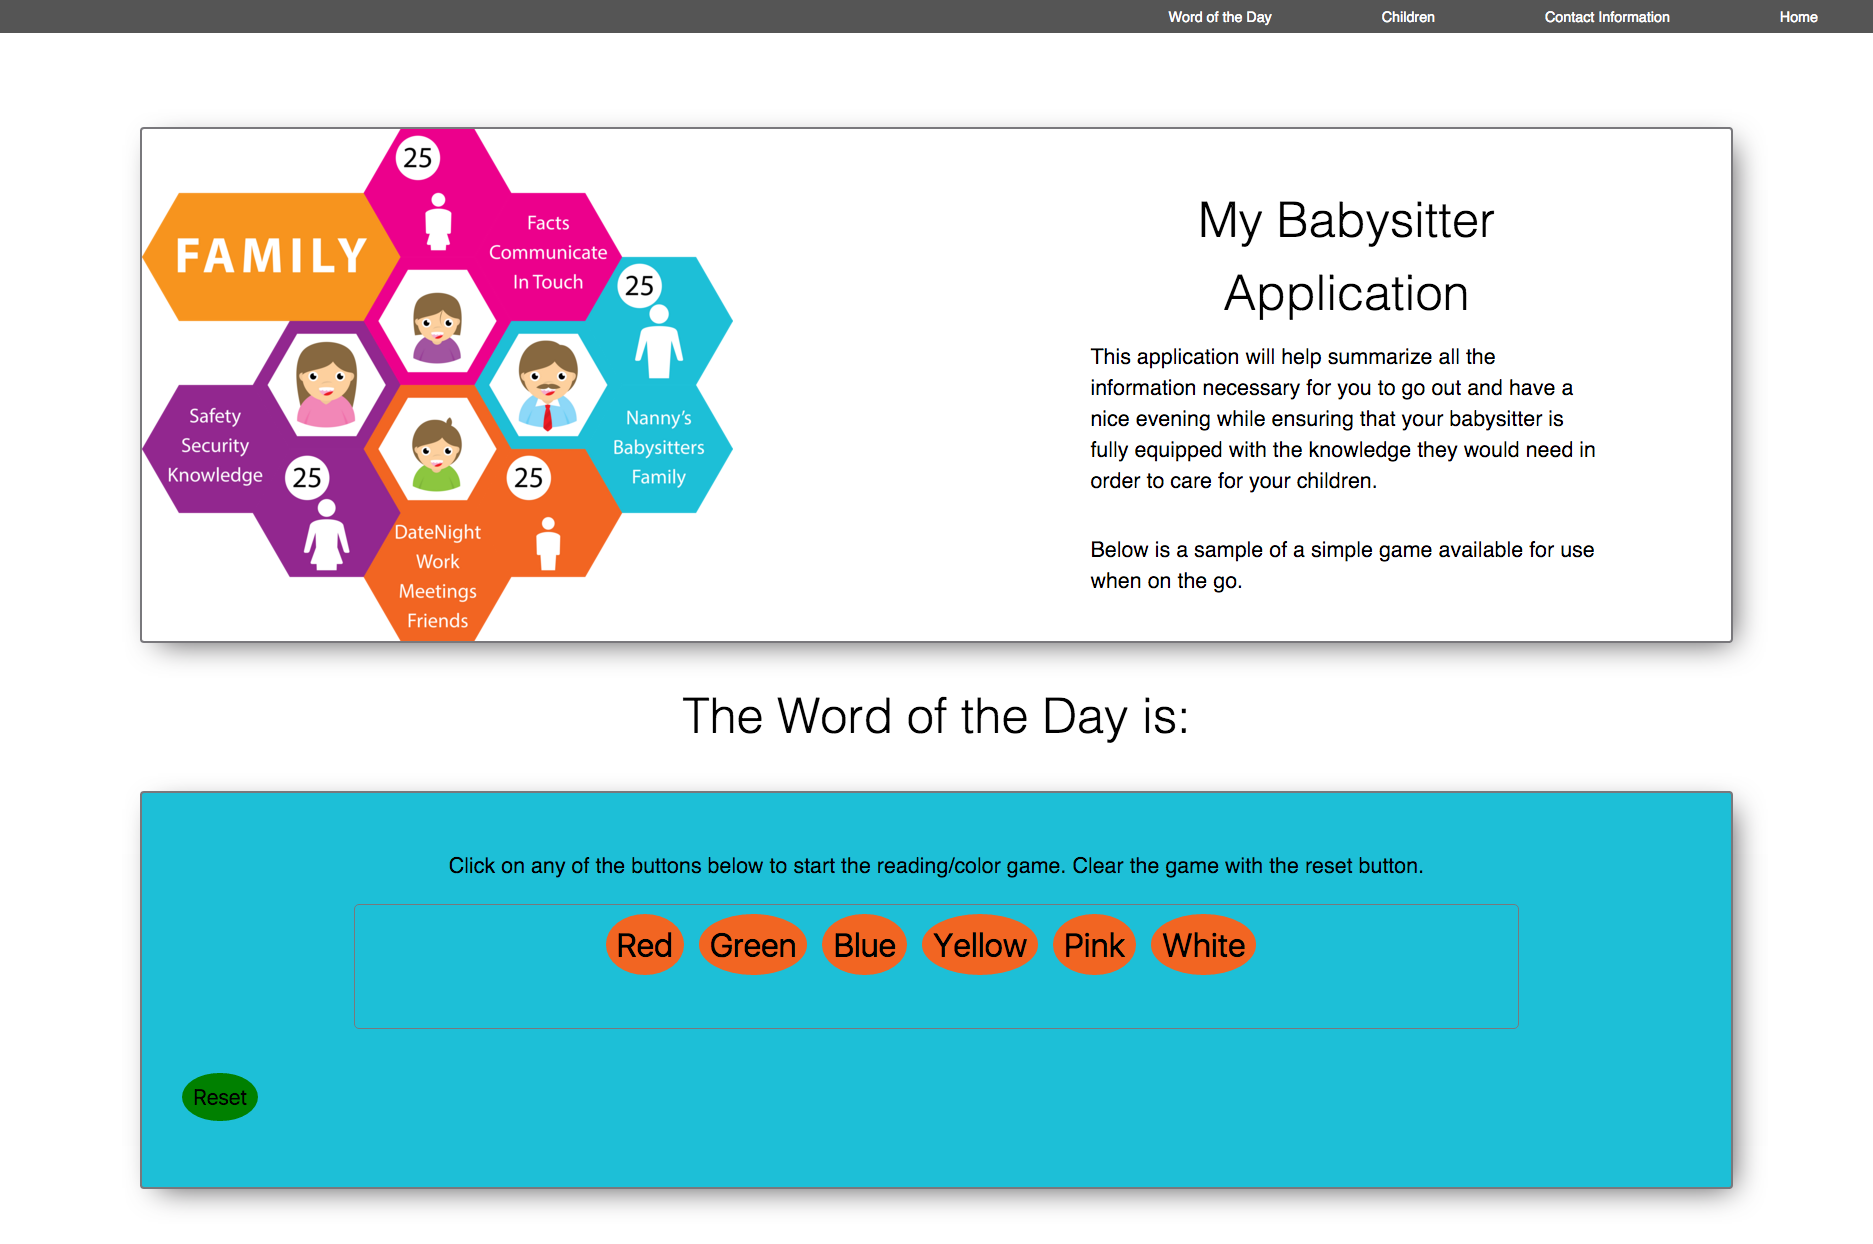 Word of the Day Children Contact Information Home
25
FAMILY
Facts
Communicate
In Touch
25
Nanny's
Babysitters
Family
Safety
Security
Knowledge
25
25
DateNight
Work
Meetings
Friends
My Babysitter
Application
This application will help summarize all the
information necessary for you to go out and have a
nice evening while ensuring that your babysitter is
fully equipped with the knowledge they would need in
order to care for your children.
Below is a sample of a simple game available for use
when on the go.
The Word of the Day is:
Click on any of the buttons below to start the reading/color game. Clear the game with the reset button.
Red Green Blue Yellow Pink White
Reset